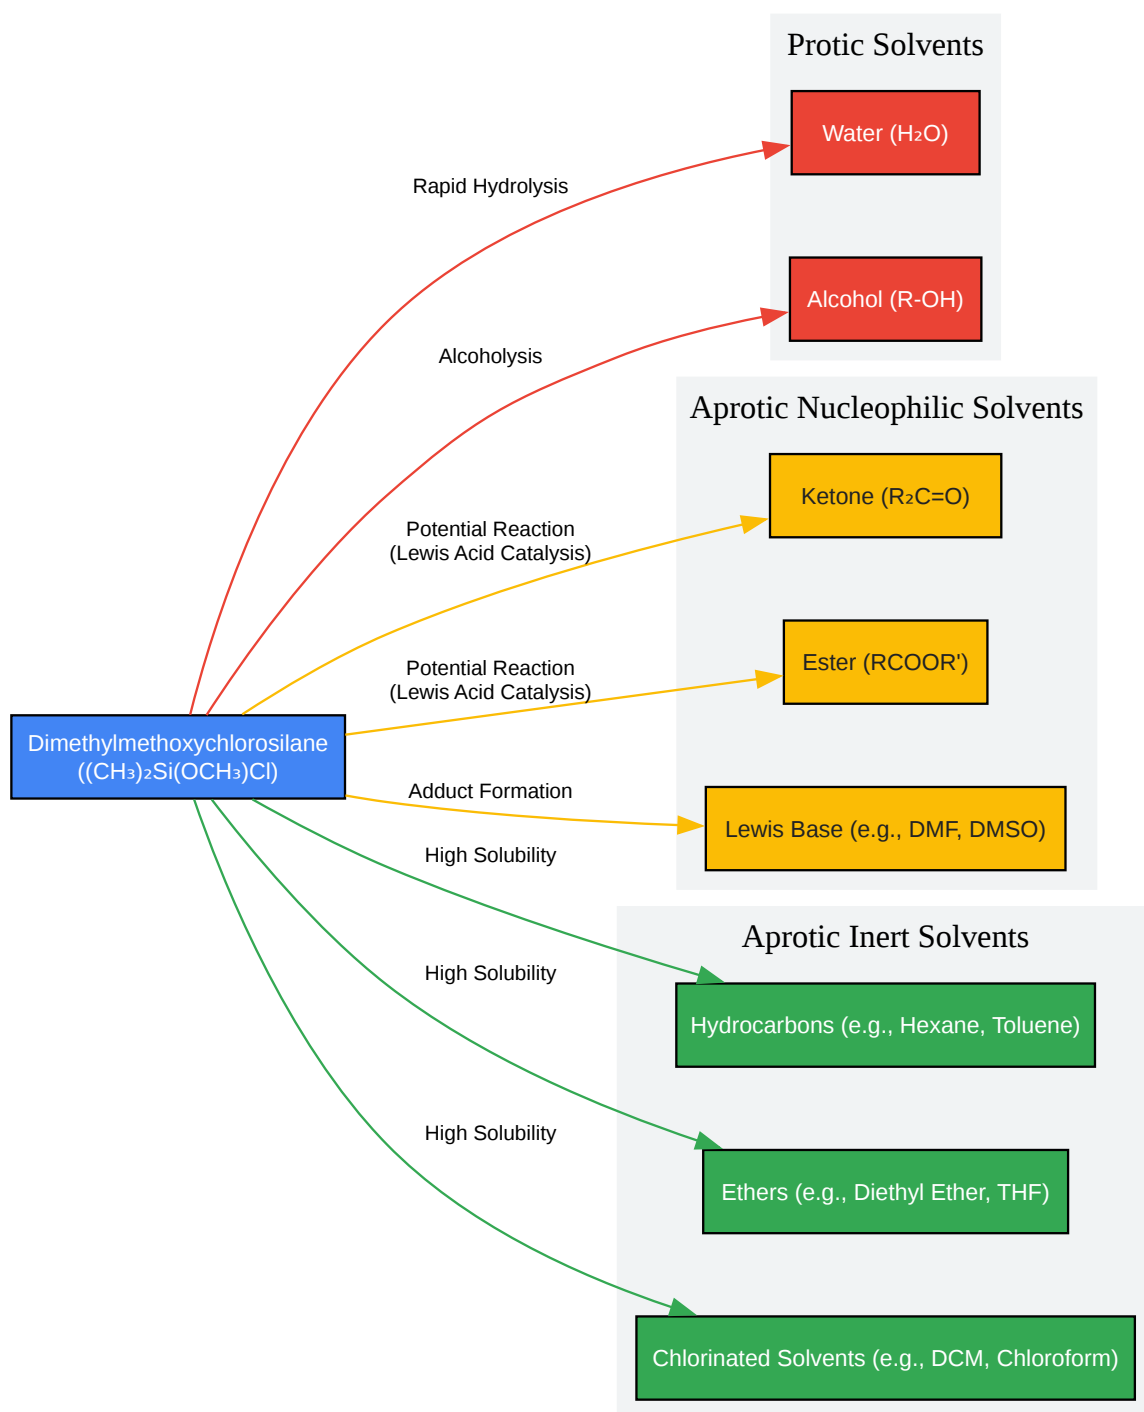 Protic Solvents
Water (H₂O)
Rapid Hydrolysis
Alcohol (R-OH)
Alcoholysis
Aprotic Nucleophilic Solvents
Ketone (R₂C=O)
Potential Reaction
(Lewis Acid Catalysis)
Ester (RCOOR')
Potential Reaction
(Lewis Acid Catalysis)
Dimethylmethoxychlorosilane
((CH₃)₂Si(OCH₃)Cl)
Adduct Formation
Lewis Base (e.g., DMF, DMSO)
High Solubility
Aprotic Inert Solvents
High Solubility
Hydrocarbons (e.g., Hexane, Toluene)
High Solubility
Ethers (e.g., Diethyl Ether, THF)
Chlorinated Solvents (e.g., DCM, Chloroform)